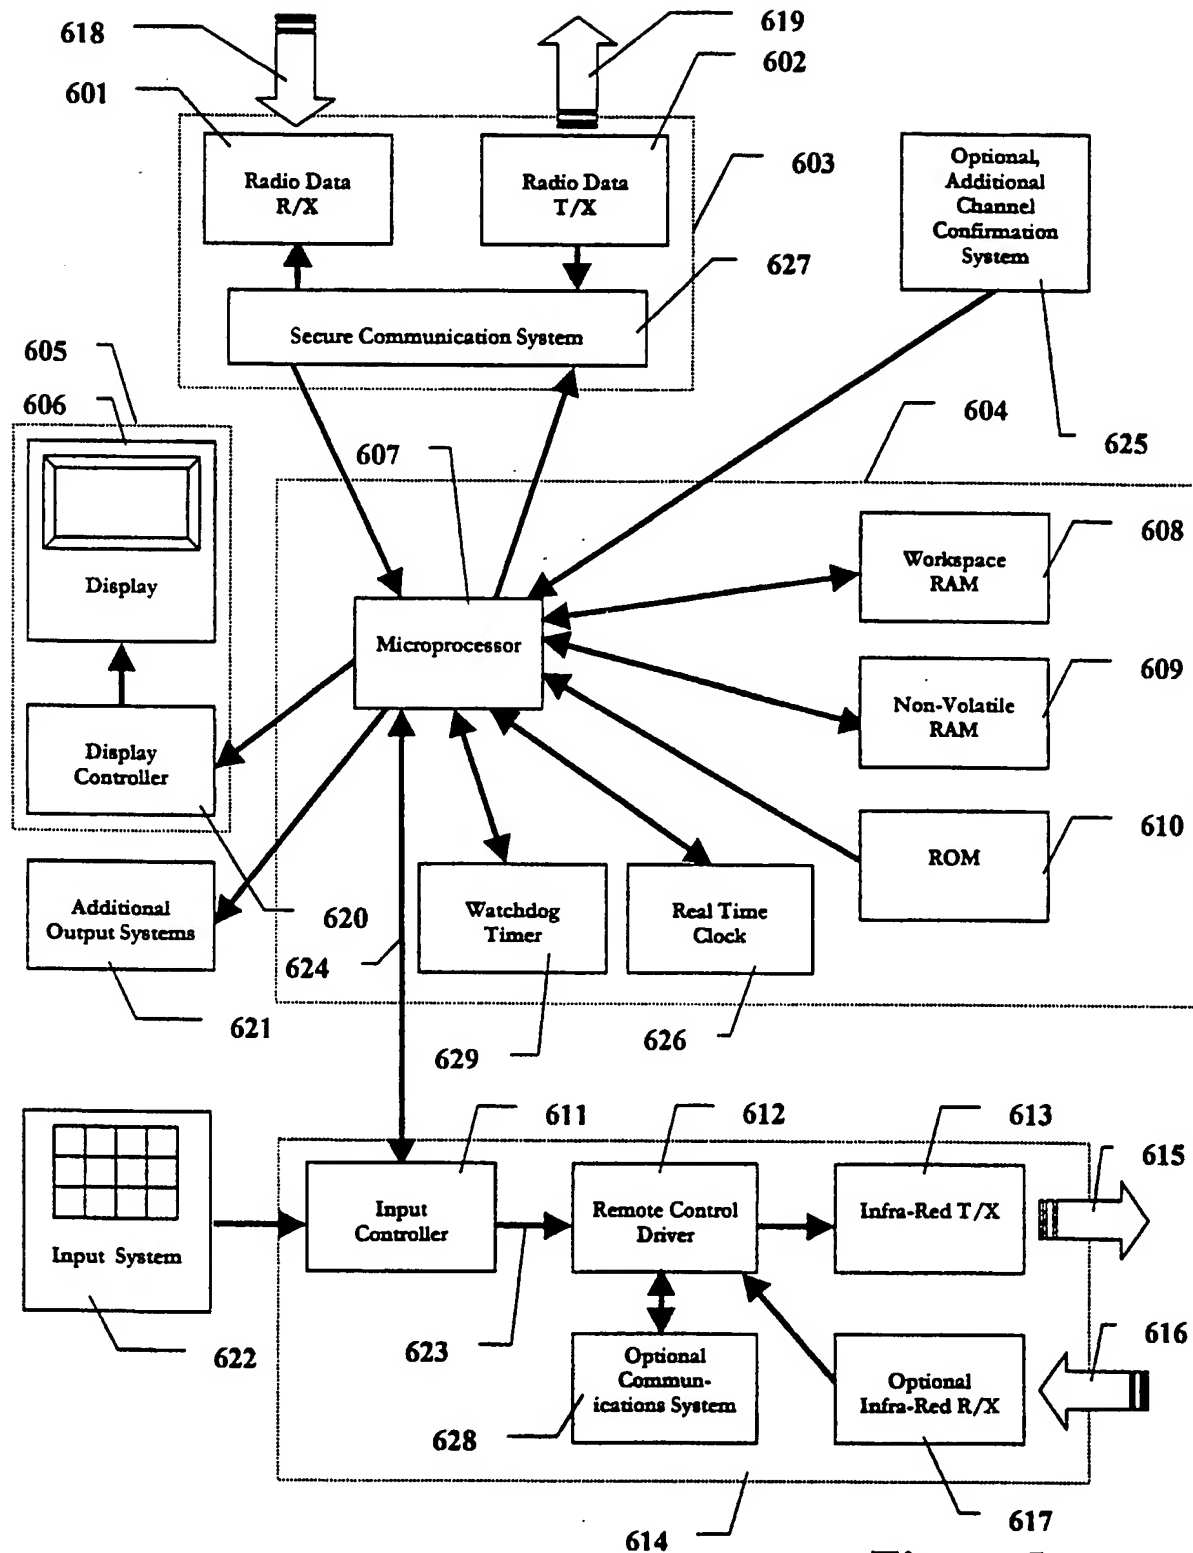 618
619
601
602
603
Radio Data
R/X
Radio Data
T/X
Optional,
Additional
Channel
Confirmation
System
627
Secure Communication System
605
606
604
625
607
608
Display
Workspace
RAM
Microprocessor
609
Non-Volatile
RAM
Display
Controller
610
ROM
Additional
Output Systems
620
624
Watchdog
Timer
Real Time
Clock
621
629
626
611
612
613
615
Input
Controller
Remote Control
Driver
Infra-Red T/X
Input System
622
623
616
Optional
Commun-
ications System
Optional
Infra-Red R/X
628
614
617